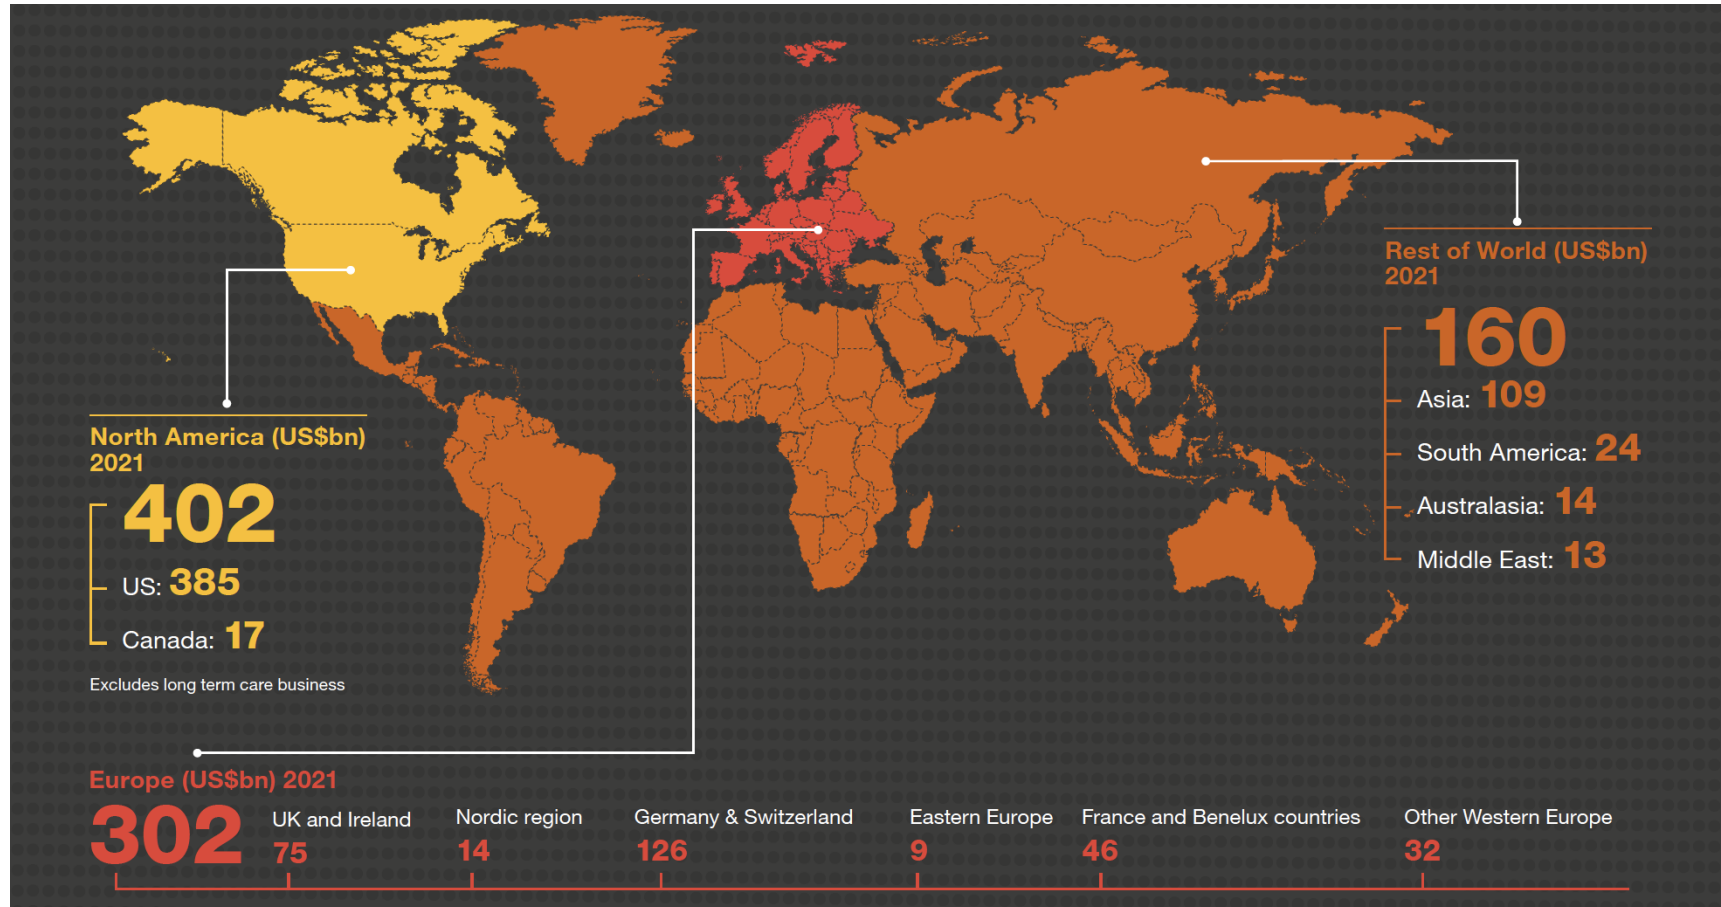 North America (US$bn)
2021
402
US: 385
Canada: 17
Excludes long term care business
Rest of World (US$bn)
2021
160
Asia: 109
South America: 24
Australasia: 14
Middle East: 13
Europe (US$bn) 2021
302
UK and Ireland
75
Nordic region
14
Germany & Switzerland
126
Eastern Europe
9
France and Benelux countries
46
Other Western Europe
32